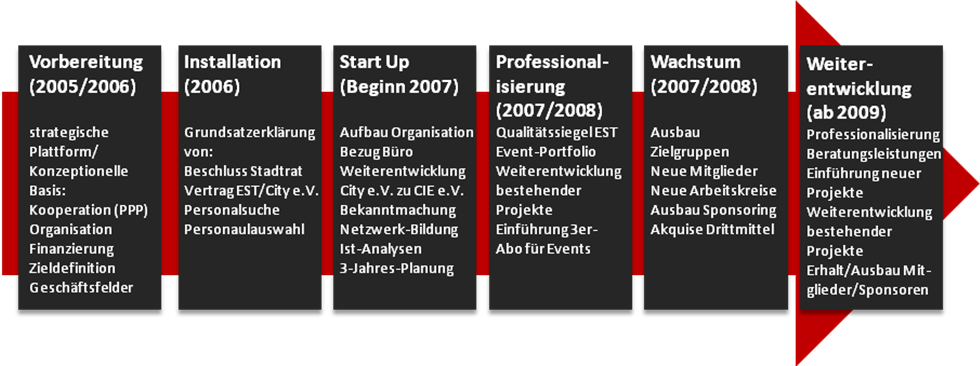 Vorbereitung
(2005/2006)
strategische
Plattform/
Konzeptionelle
Basis:
Kooperation (PPP)
Organisation
Finanzierung
Zieldefinition
Geschäftsfelder
Installation
(2006)
Grundsatzerklärung
von:
Beschluss Stadtrat
Vertrag EST/City e.V.
Personalsuche
Personaulauswahl
Start Up
(Beginn 2007)
Aufbau Organisation
Bezug Büro
Weiterentwicklung
City e.V. zu CIE e.V.
Bekanntmachung
Netzwerk-Bildung
Ist-Analysen
3-Jahres-Planung
Professional-
isierung
(2007/2008)
Qualitätssiegel EST
Event-Portfolio
Weiterentwicklung
bestehender
Projekte
Einführung 3er-
Abo für Events
Wachstum
(2007/2008)
Ausbau
Zielgruppen
Neue Mitglieder
Neue Arbeitskreise
Ausbau Sponsoring
Akquise Drittmittel
Weiter-
entwicklung
(ab 2009)
Professionalisierung
Beratungsleistungen
Einführung neuer
Projekte
Weiterentwicklung
bestehender
Projekte
Erhalt/Ausbau Mit-
glieder/Sponsoren